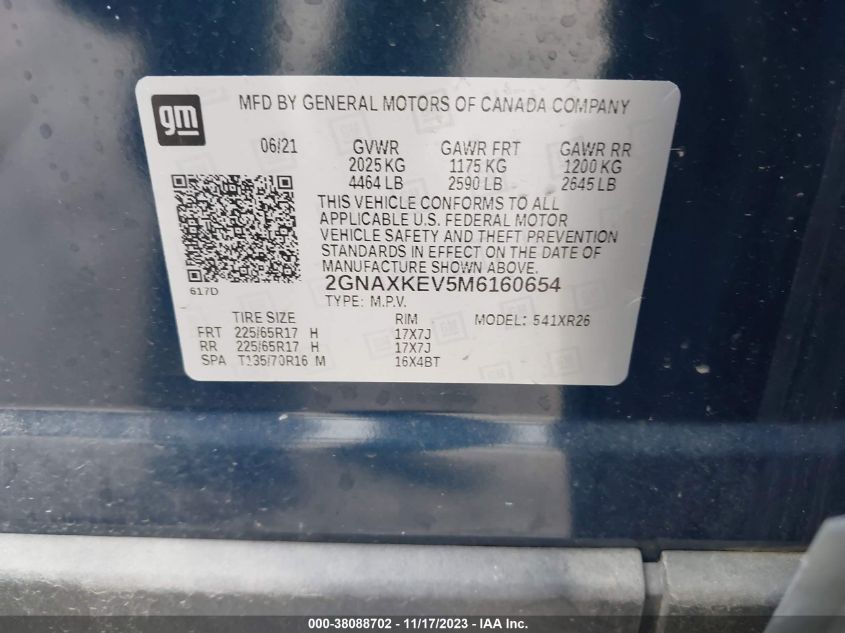 gm
MFD BY GENERAL MOTORS OF CANADA COMPANY
06/21 GVWR GAWR FRT GAWR RR
2025 KG 1175 KG 1200 KG
4464 LB 2590 LB 2645 LB
THIS VEHICLE CONFORMS TO ALL
APPLICABLE U.S. FEDERAL MOTOR
VEHICLE SAFETY AND THEFT PREVENTION
STANDARDS IN EFFECT ON THE DATE OF
MANUFACTURE SHOWN ABOVE.
617D
2GNAXKEV5M6160654
TYPE: M.P.V.
TIRE SIZE RIM MODEL: 541XR26
FRT 225/65R17 H 17X7J
RR 225/65R17 H 17X7J
SPA T135/70R16 M 16X4BT
000-38088702 - 11/17/2023 - IAA Inc.